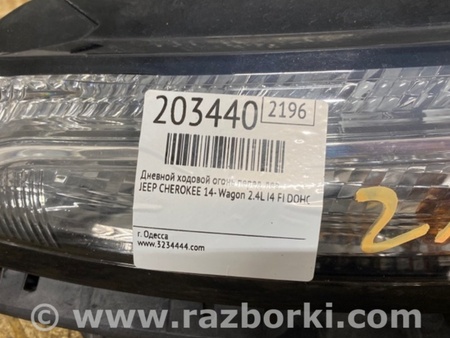 203440 2196
Дневной ходовой огонь
JEEP CHEROKEE 14- Wagon 2.4L I4 FI DOHC
г. Одесса
www.3234444.com
www.razborki.com